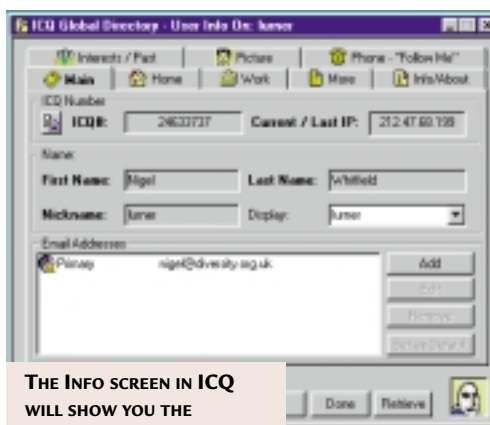 ICQ Global Directory - User Info On: lurner
Interests / Past Picture Phone - "Follow Me"
Main Home Work More Info/About
ICQ Number
ICQ#: 24633737 Current / Last IP: 212.47.68.199
Name:
First Name: Nigel Last Name: Whitfield
Nickname: lurner Display: lurner
Email Addresses
Primary nigel@diversity.org.uk Add
Edit
Remove
THE INFO SCREEN IN ICQ
WILL SHOW YOU THE
Done Retrieve